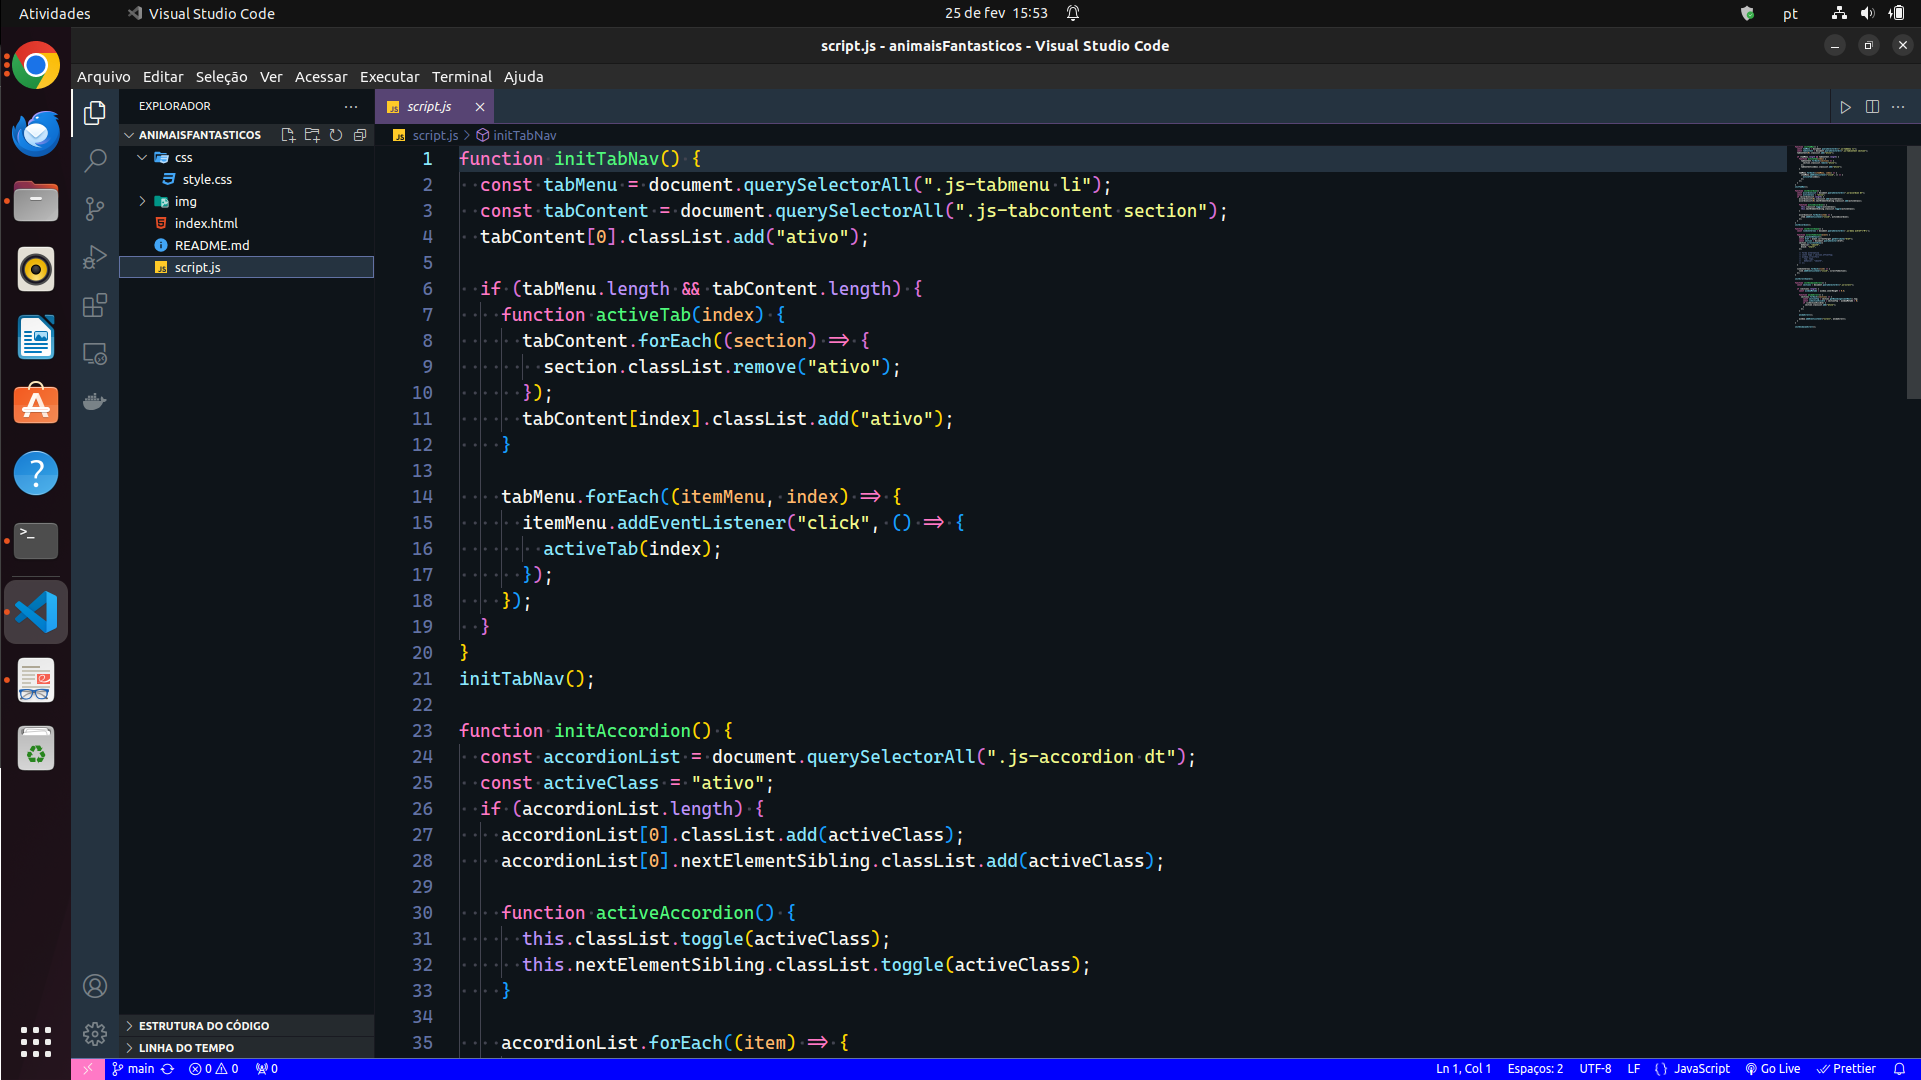 Atividades Visual Studio Code 25 de fev 15:53 pt
script.js - animaisFantasticos - Visual Studio Code
Arquivo Editar Seleção Ver Acessar Executar Terminal Ajuda
EXPLORADOR
ANIMAISFANTASTICOS
css
style.css
img
index.html
README.md
script.js
ESTRUTURA DO CÓDIGO
LINHA DO TEMPO
script.js
script.js > initTabNav
1 function initTabNav() {
2 const tabMenu = document.querySelectorAll(".js-tabmenu li");
3 const tabContent = document.querySelectorAll(".js-tabcontent section");
4 tabContent[0].classList.add("ativo");
5
6 if (tabMenu.length && tabContent.length) {
7 function activeTab(index) {
8 tabContent.forEach((section) => {
9 section.classList.remove("ativo");
10 });
11 tabContent[index].classList.add("ativo");
12 }
13
14 tabMenu.forEach((itemMenu, index) => {
15 itemMenu.addEventListener("click", () => {
16 activeTab(index);
17 });
18 });
19 }
20 }
21 initTabNav();
22
23 function initAccordion() {
24 const accordionList = document.querySelectorAll(".js-accordion dt");
25 const activeClass = "ativo";
26 if (accordionList.length) {
27 accordionList[0].classList.add(activeClass);
28 accordionList[0].nextElementSibling.classList.add(activeClass);
29
30 function activeAccordion() {
31 this.classList.toggle(activeClass);
32 this.nextElementSibling.classList.toggle(activeClass);
33 }
34
35 accordionList.forEach((item) => {
main 0 0 0 Ln 1, Col 1 Espaços: 2 UTF-8 LF {} JavaScript Go Live Prettier